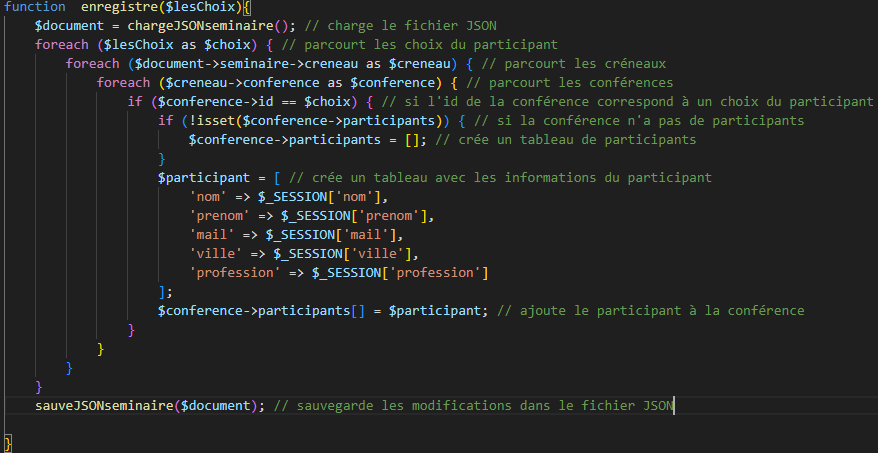 function  enregistre($lesChoix){
    $document = chargeJSONseminaire(); // charge le fichier JSON
    foreach ($lesChoix as $choix) { // parcourt les choix du participant
        foreach ($document->seminaire->creneau as $creneau) { // parcourt les créneaux
            foreach ($creneau->conference as $conference) { // parcourt les conférences
                if ($conference->id == $choix) { // si l'id de la conférence correspond à un choix du participant
                    if (!isset($conference->participants)) { // si la conférence n'a pas de participants
                        $conference->participants = []; // crée un tableau de participants
                    }
                    $participant = [ // crée un tableau avec les informations du participant
                        'nom' => $_SESSION['nom'],
                        'prenom' => $_SESSION['prenom'],
                        'mail' => $_SESSION['mail'],
                        'ville' => $_SESSION['ville'],
                        'profession' => $_SESSION['profession']
                    ];
                    $conference->participants[] = $participant; // ajoute le participant à la conférence
                }
            }
        }
    }
    sauveJSONseminaire($document); // sauvegarde les modifications dans le fichier JSON

}